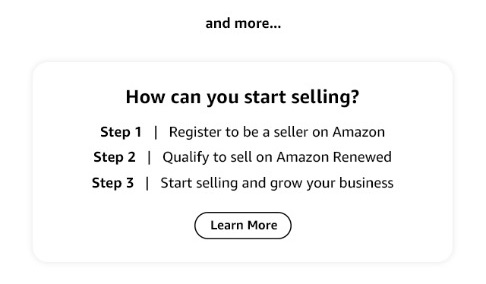 and more...
How can you start selling?
Step 1 | Register to be a seller on Amazon
Step 2 | Qualify to sell on Amazon Renewed
Step 3 | Start selling and grow your business
Learn More